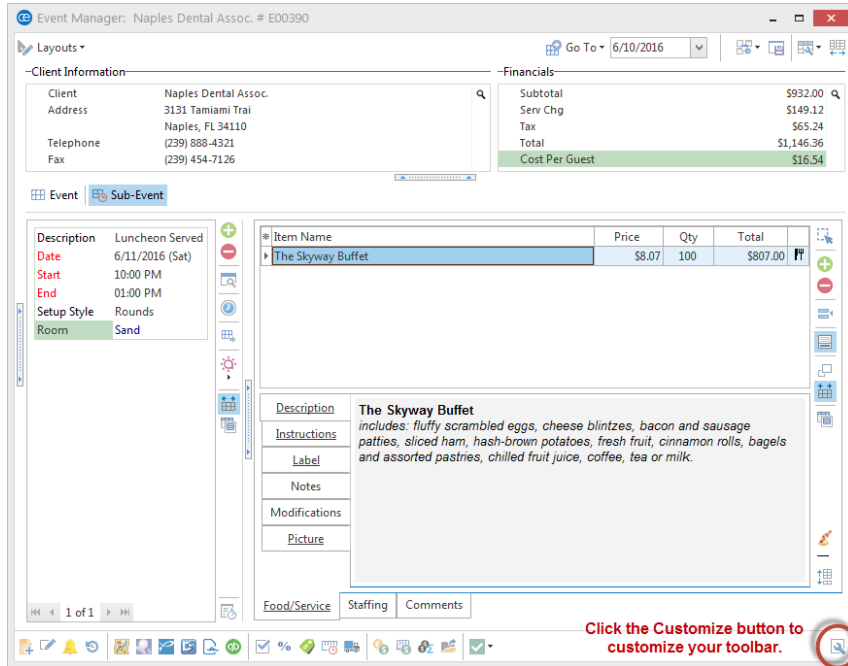 Event Manager: Naples Dental Assoc. # E00390
Layouts
Go To 6/10/2016
Client Information
Client Naples Dental Assoc.
Address 3131 Tamiami Trai
Naples, FL 34110
Telephone (239) 888-4321
Fax (239) 454-7126
Financials
Subtotal $932.00
Serv Chg $149.12
Tax $65.24
Total $1,146.36
Cost Per Guest $16.54
Event Sub-Event
Description Luncheon Served
Date 6/11/2016 (Sat)
Start 10:00 PM
End 01:00 PM
Setup Style Rounds
Room Sand
1 of 1
Item Name Price Qty Total
The Skyway Buffet $8.07 100 $807.00
Description
Instructions
Label
Notes
Modifications
Picture
The Skyway Buffet
includes: fluffy scrambled eggs, cheese blintzes, bacon and sausage
patties, sliced ham, hash-brown potatoes, fresh fruit, cinnamon rolls, bagels
and assorted pastries, chilled fruit juice, coffee, tea or milk.
Food/Service Staffing Comments
Click the Customize button to
customize your toolbar.